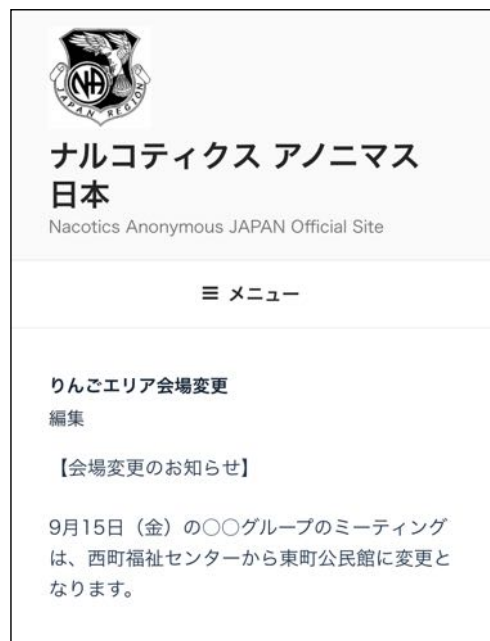 NA
JAPAN REGION
ナルコティクス アノニマス
日本
Nacotics Anonymous JAPAN Official Site
☰ メニュー
りんごエリア会場変更
編集
【会場変更のお知らせ】
9月15日（金）の○○グループのミーティング
は、西町福祉センターから東町公民館に変更と
なります。